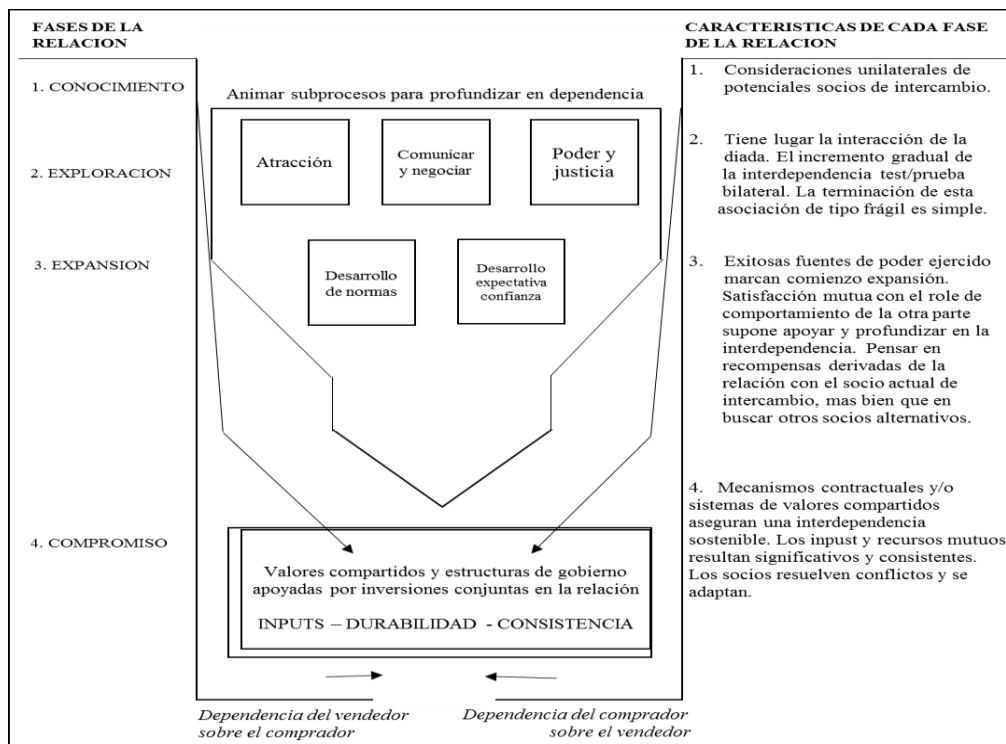 FASES DE LA
RELACION
1. CONOCIMIENTO
2. EXPLORACION
3. EXPANSION
4. COMPROMISO
Animar subprocesos para profundizar en dependencia
Atracción
Comunicar
y negociar
Poder y
justicia
Desarrollo
de normas
Desarrollo
expectativa
confianza
Valores compartidos y estructuras de gobierno
apoyadas por inversiones conjuntas en la relación
INPUTS – DURABILIDAD - CONSISTENCIA
Dependencia del vendedor
sobre el comprador
Dependencia del comprador
sobre el vendedor
CARACTERISTICAS DE CADA FASE
DE LA RELACION
1. Consideraciones unilaterales de
potenciales socios de intercambio.
2. Tiene lugar la interacción de la
diada. El incremento gradual de
la interdependencia test/prueba
bilateral. La terminación de esta
asociación de tipo frágil es simple.
3. Exitosas fuentes de poder ejercido
marcan comienzo expansión.
Satisfacción mutua con el role de
comportamiento de la otra parte
supone apoyar y profundizar en la
interdependencia. Pensar en
recompensas derivadas de la
relación con el socio actual de
intercambio, mas bien que en
buscar otros socios alternativos.
4. Mecanismos contractuales y/o
sistemas de valores compartidos
aseguran una interdependencia
sostenible. Los inpust y recursos mutuos
resultan significativos y consistentes.
Los socios resuelven conflictos y se
adaptan.